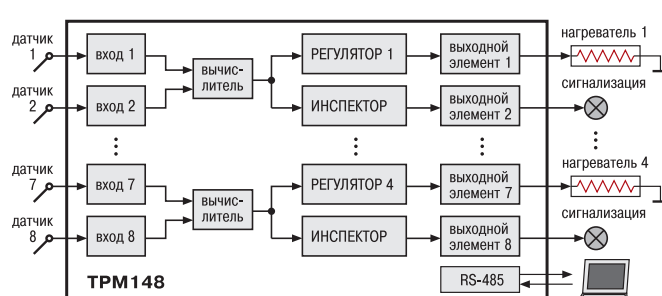 датчик
1
вход 1
вычис-
литель
РЕГУЛЯТОР 1
выходной
элемент 1
нагреватель 1
датчик
2
вход 2
ИНСПЕКТОР
выходной
элемент 2
сигнализация
датчик
7
вход 7
вычис-
литель
РЕГУЛЯТОР 4
выходной
элемент 7
нагреватель 4
датчик
8
вход 8
ИНСПЕКТОР
выходной
элемент 8
сигнализация
ТРМ148
RS-485